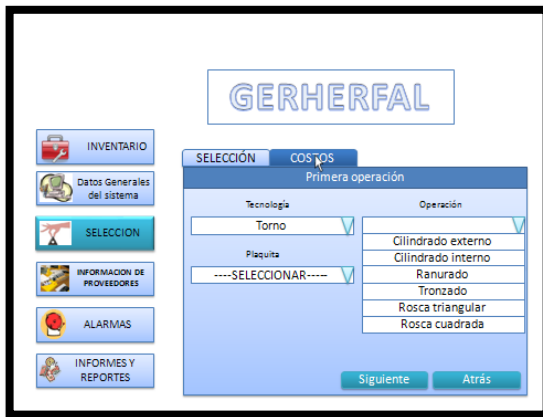 GERHERFAL
INVENTARIO
Datos Generales
del sistema
SELECCION
INFORMACION DE
PROVEEDORES
ALARMAS
INFORMES Y
REPORTES
SELECCIÓN
COSTOS
Primera operación
Tecnología
Torno
Plaquita
----SELECCIONAR-----
Operación
Cilindrado externo
Cilindrado interno
Ranurado
Tronzado
Rosca triangular
Rosca cuadrada
Siguiente
Atrás